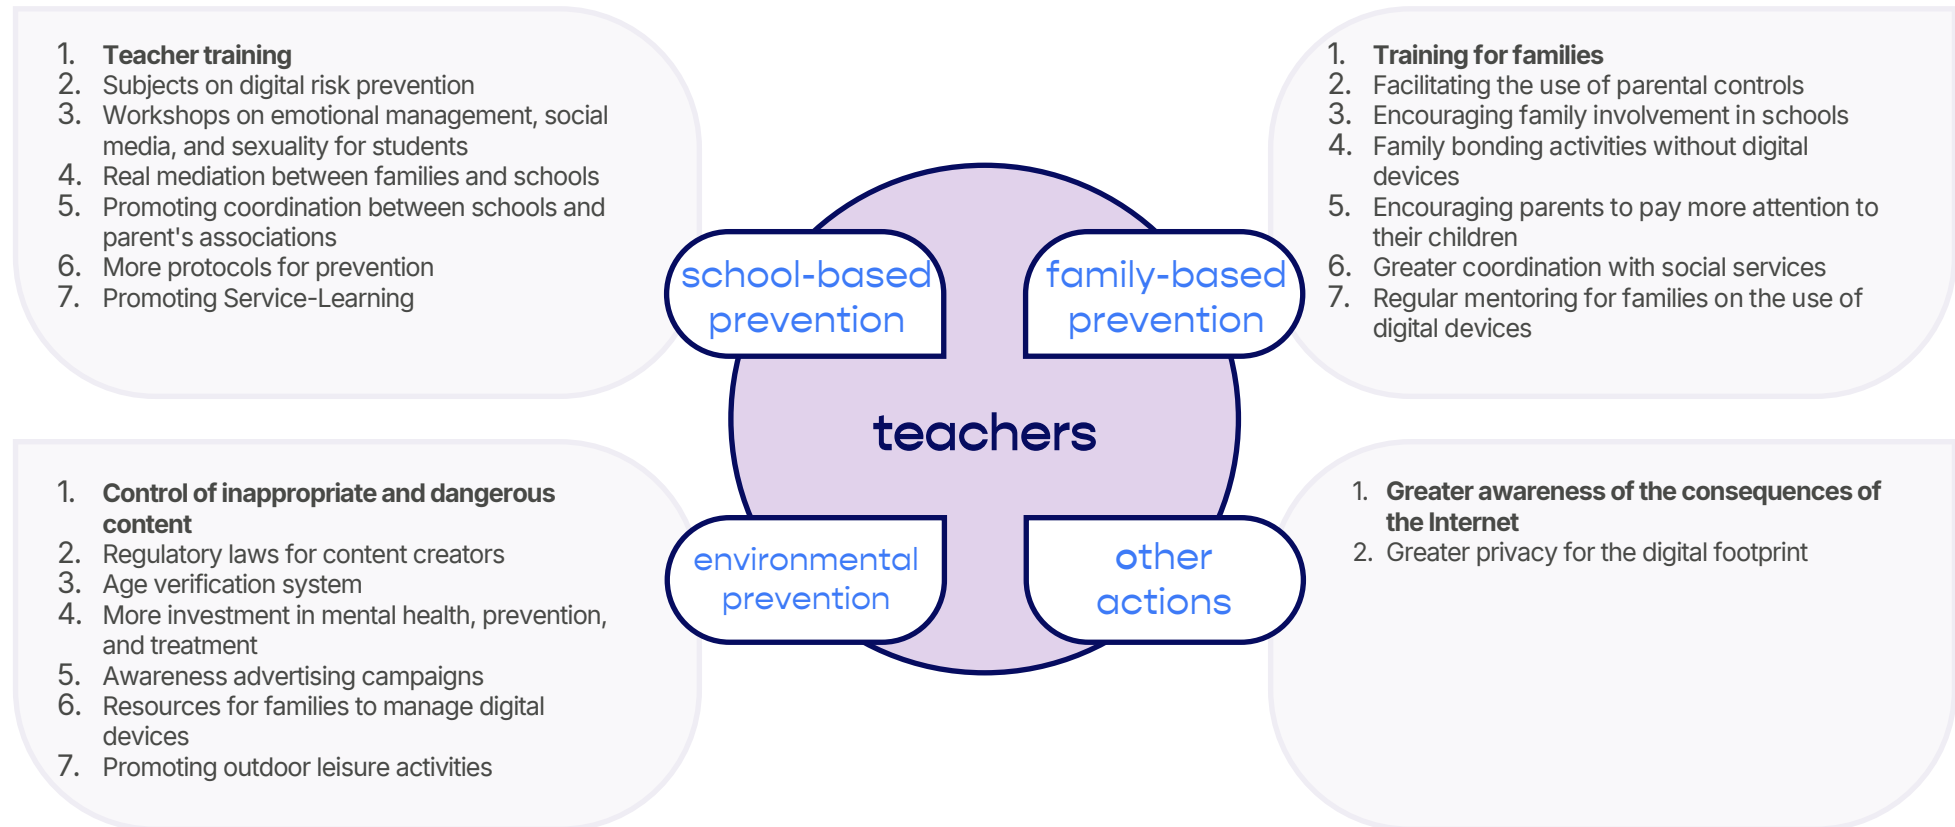 1. Teacher training
2. Subjects on digital risk prevention
3. Workshops on emotional management, social
media, and sexuality for students
4. Real mediation between families and schools
5. Promoting coordination between schools and
parent's associations
6. More protocols for prevention
7. Promoting Service-Learning
school-based
prevention
family-based
prevention
1. Training for families
2. Facilitating the use of parental controls
3. Encouraging family involvement in schools
4. Family bonding activities without digital
devices
5. Encouraging parents to pay more attention to
their children
6. Greater coordination with social services
7. Regular mentoring for families on the use of
digital devices
teachers
1. Control of inappropriate and dangerous
content
2. Regulatory laws for content creators
3. Age verification system
4. More investment in mental health, prevention,
and treatment
5. Awareness advertising campaigns
6. Resources for families to manage digital
devices
7. Promoting outdoor leisure activities
environmental
prevention
other
actions
1. Greater awareness of the consequences of
the Internet
2. Greater privacy for the digital footprint